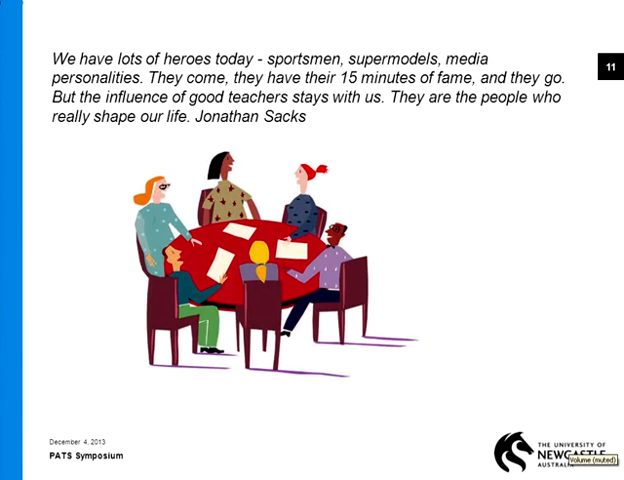 We have lots of heroes today - sportsmen, supermodels, media
personalities. They come, they have their 15 minutes of fame, and they go.
But the influence of good teachers stays with us. They are the people who
really shape our life. Jonathan Sacks
11
December 4, 2013
PATS Symposium
THE UNIVERSITY OF
NEWCASTLE
AUSTRALIA
Volume (muted)